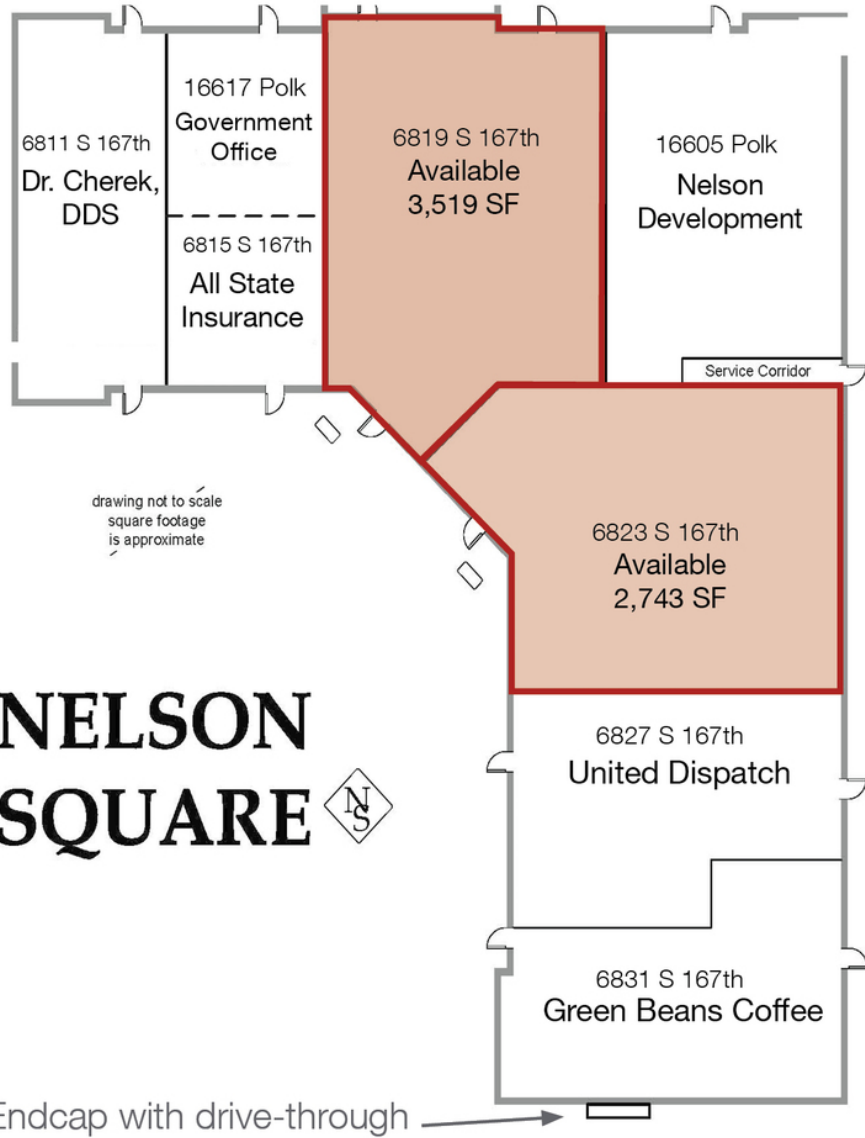 6811 S 167th
Dr. Cherek,
DDS
16617 Polk
Government
Office
6815 S 167th
All State
Insurance
6819 S 167th
Available
3,519 SF
16605 Polk
Nelson
Development
Service Corridor
drawing not to scale
square footage
is approximate
6823 S 167th
Available
2,743 SF
NELSON
SQUARE
NS
6827 S 167th
United Dispatch
6831 S 167th
Green Beans Coffee
Endcap with drive-through